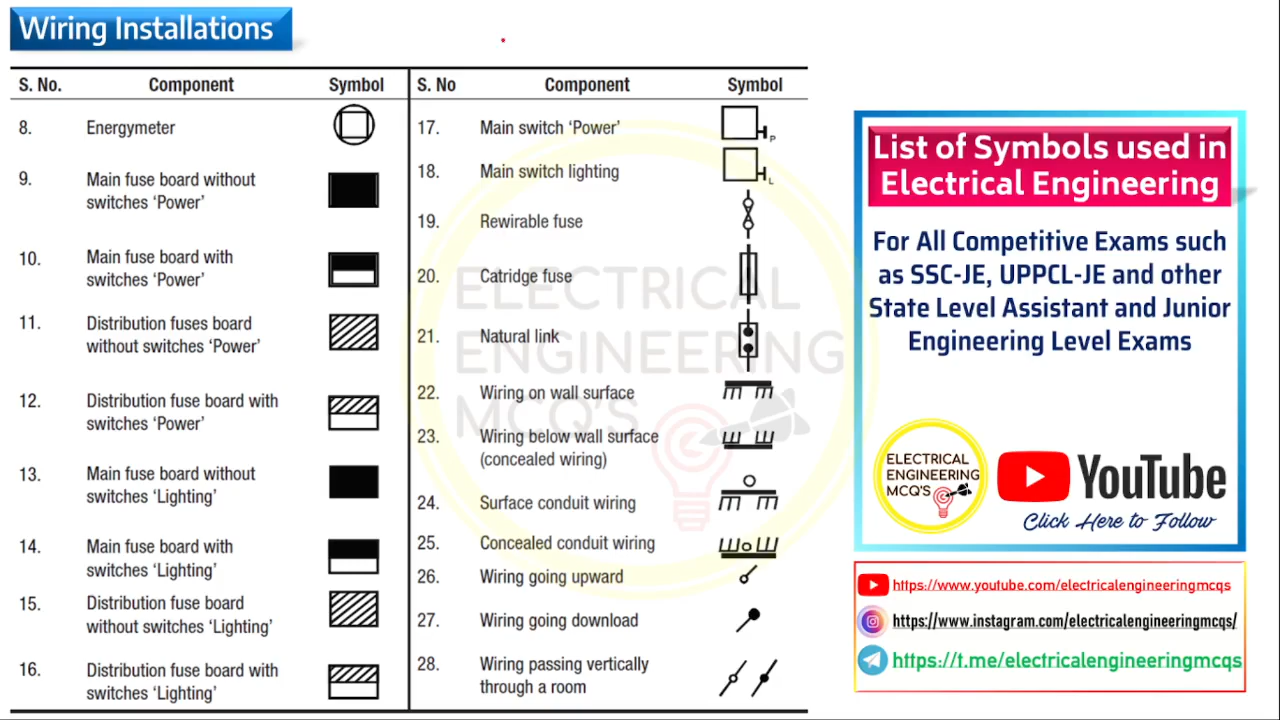 Wiring Installations
S. No. Component Symbol
8. Energymeter
9. Main fuse board without
switches ‘Power’
10. Main fuse board with
switches ‘Power’
11. Distribution fuses board
without switches ‘Power’
12. Distribution fuse board with
switches ‘Power’
13. Main fuse board without
switches ‘Lighting’
14. Main fuse board with
switches ‘Lighting’
15. Distribution fuse board
without switches ‘Lighting’
16. Distribution fuse board with
switches ‘Lighting’
S. No Component Symbol
17. Main switch ‘Power’ P
18. Main switch lighting L
19. Rewirable fuse
20. Catridge fuse
21. Natural link
22. Wiring on wall surface
23. Wiring below wall surface
(concealed wiring)
24. Surface conduit wiring
25. Concealed conduit wiring
26. Wiring going upward
27. Wiring going download
28. Wiring passing vertically
through a room
ELECTRICAL
ENGINEERING
MCQ'S
List of Symbols used in
Electrical Engineering
For All Competitive Exams such
as SSC-JE, UPPCL-JE and other
State Level Assistant and Junior
Engineering Level Exams
ELECTRICAL
ENGINEERING
MCQ'S
YouTube
Click Here to Follow
https://www.youtube.com/electricalengineeringmcqs
https://www.instagram.com/electricalengineeringmcqs/
https://t.me/electricalengineeringmcqs